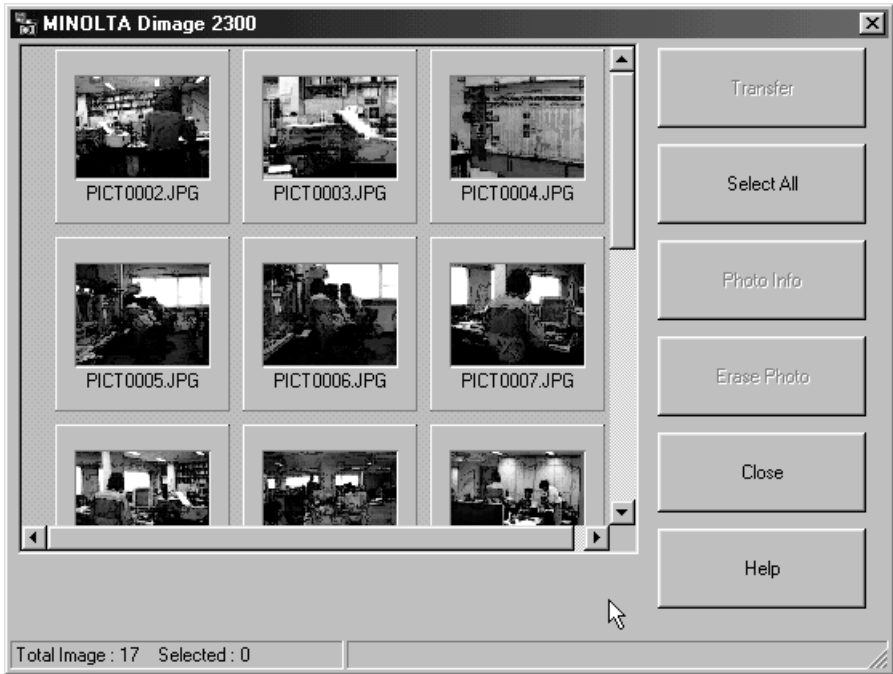 MINOLTA Dimage 2300
PICT0002.JPG PICT0003.JPG PICT0004.JPG
PICT0005.JPG PICT0006.JPG PICT0007.JPG
Transfer
Select All
Photo Info
Erase Photo
Close
Help
Total Image : 17 Selected : 0